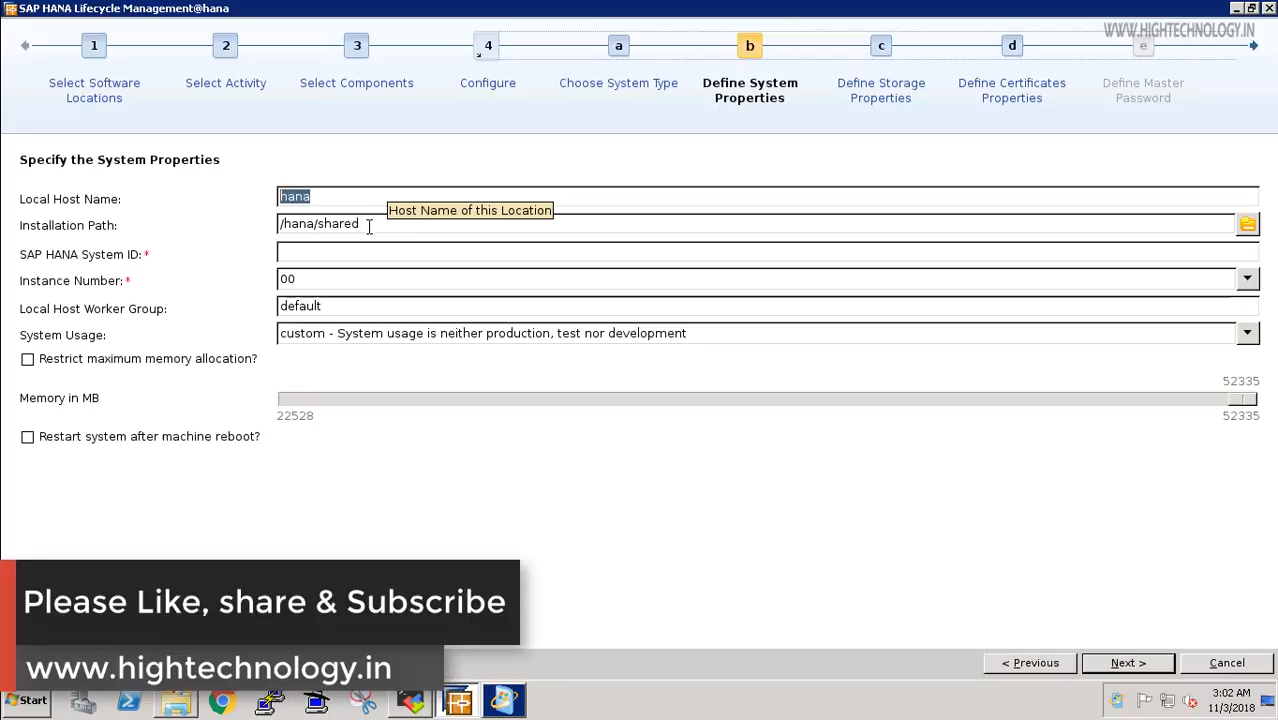 SAP HANA Lifecycle Management@hana
WWW.HIGHTECHNOLOGY.IN
1
2
3
4
a
b
c
d
e
Select Software Locations
Select Activity
Select Components
Configure
Choose System Type
Define System Properties
Define Storage Properties
Define Certificates Properties
Define Master Password
Specify the System Properties
Local Host Name: hana
Host Name of this Location
Installation Path: /hana/shared
SAP HANA System ID:*
Instance Number:* 00
Local Host Worker Group: default
System Usage: custom - System usage is neither production, test nor development
Restrict maximum memory allocation?
52335
Memory in MB
22528 52335
Restart system after machine reboot?
Please Like, share & Subscribe
www.hightechnology.in
< Previous Next > Cancel
Start
3:02 AM
11/3/2018